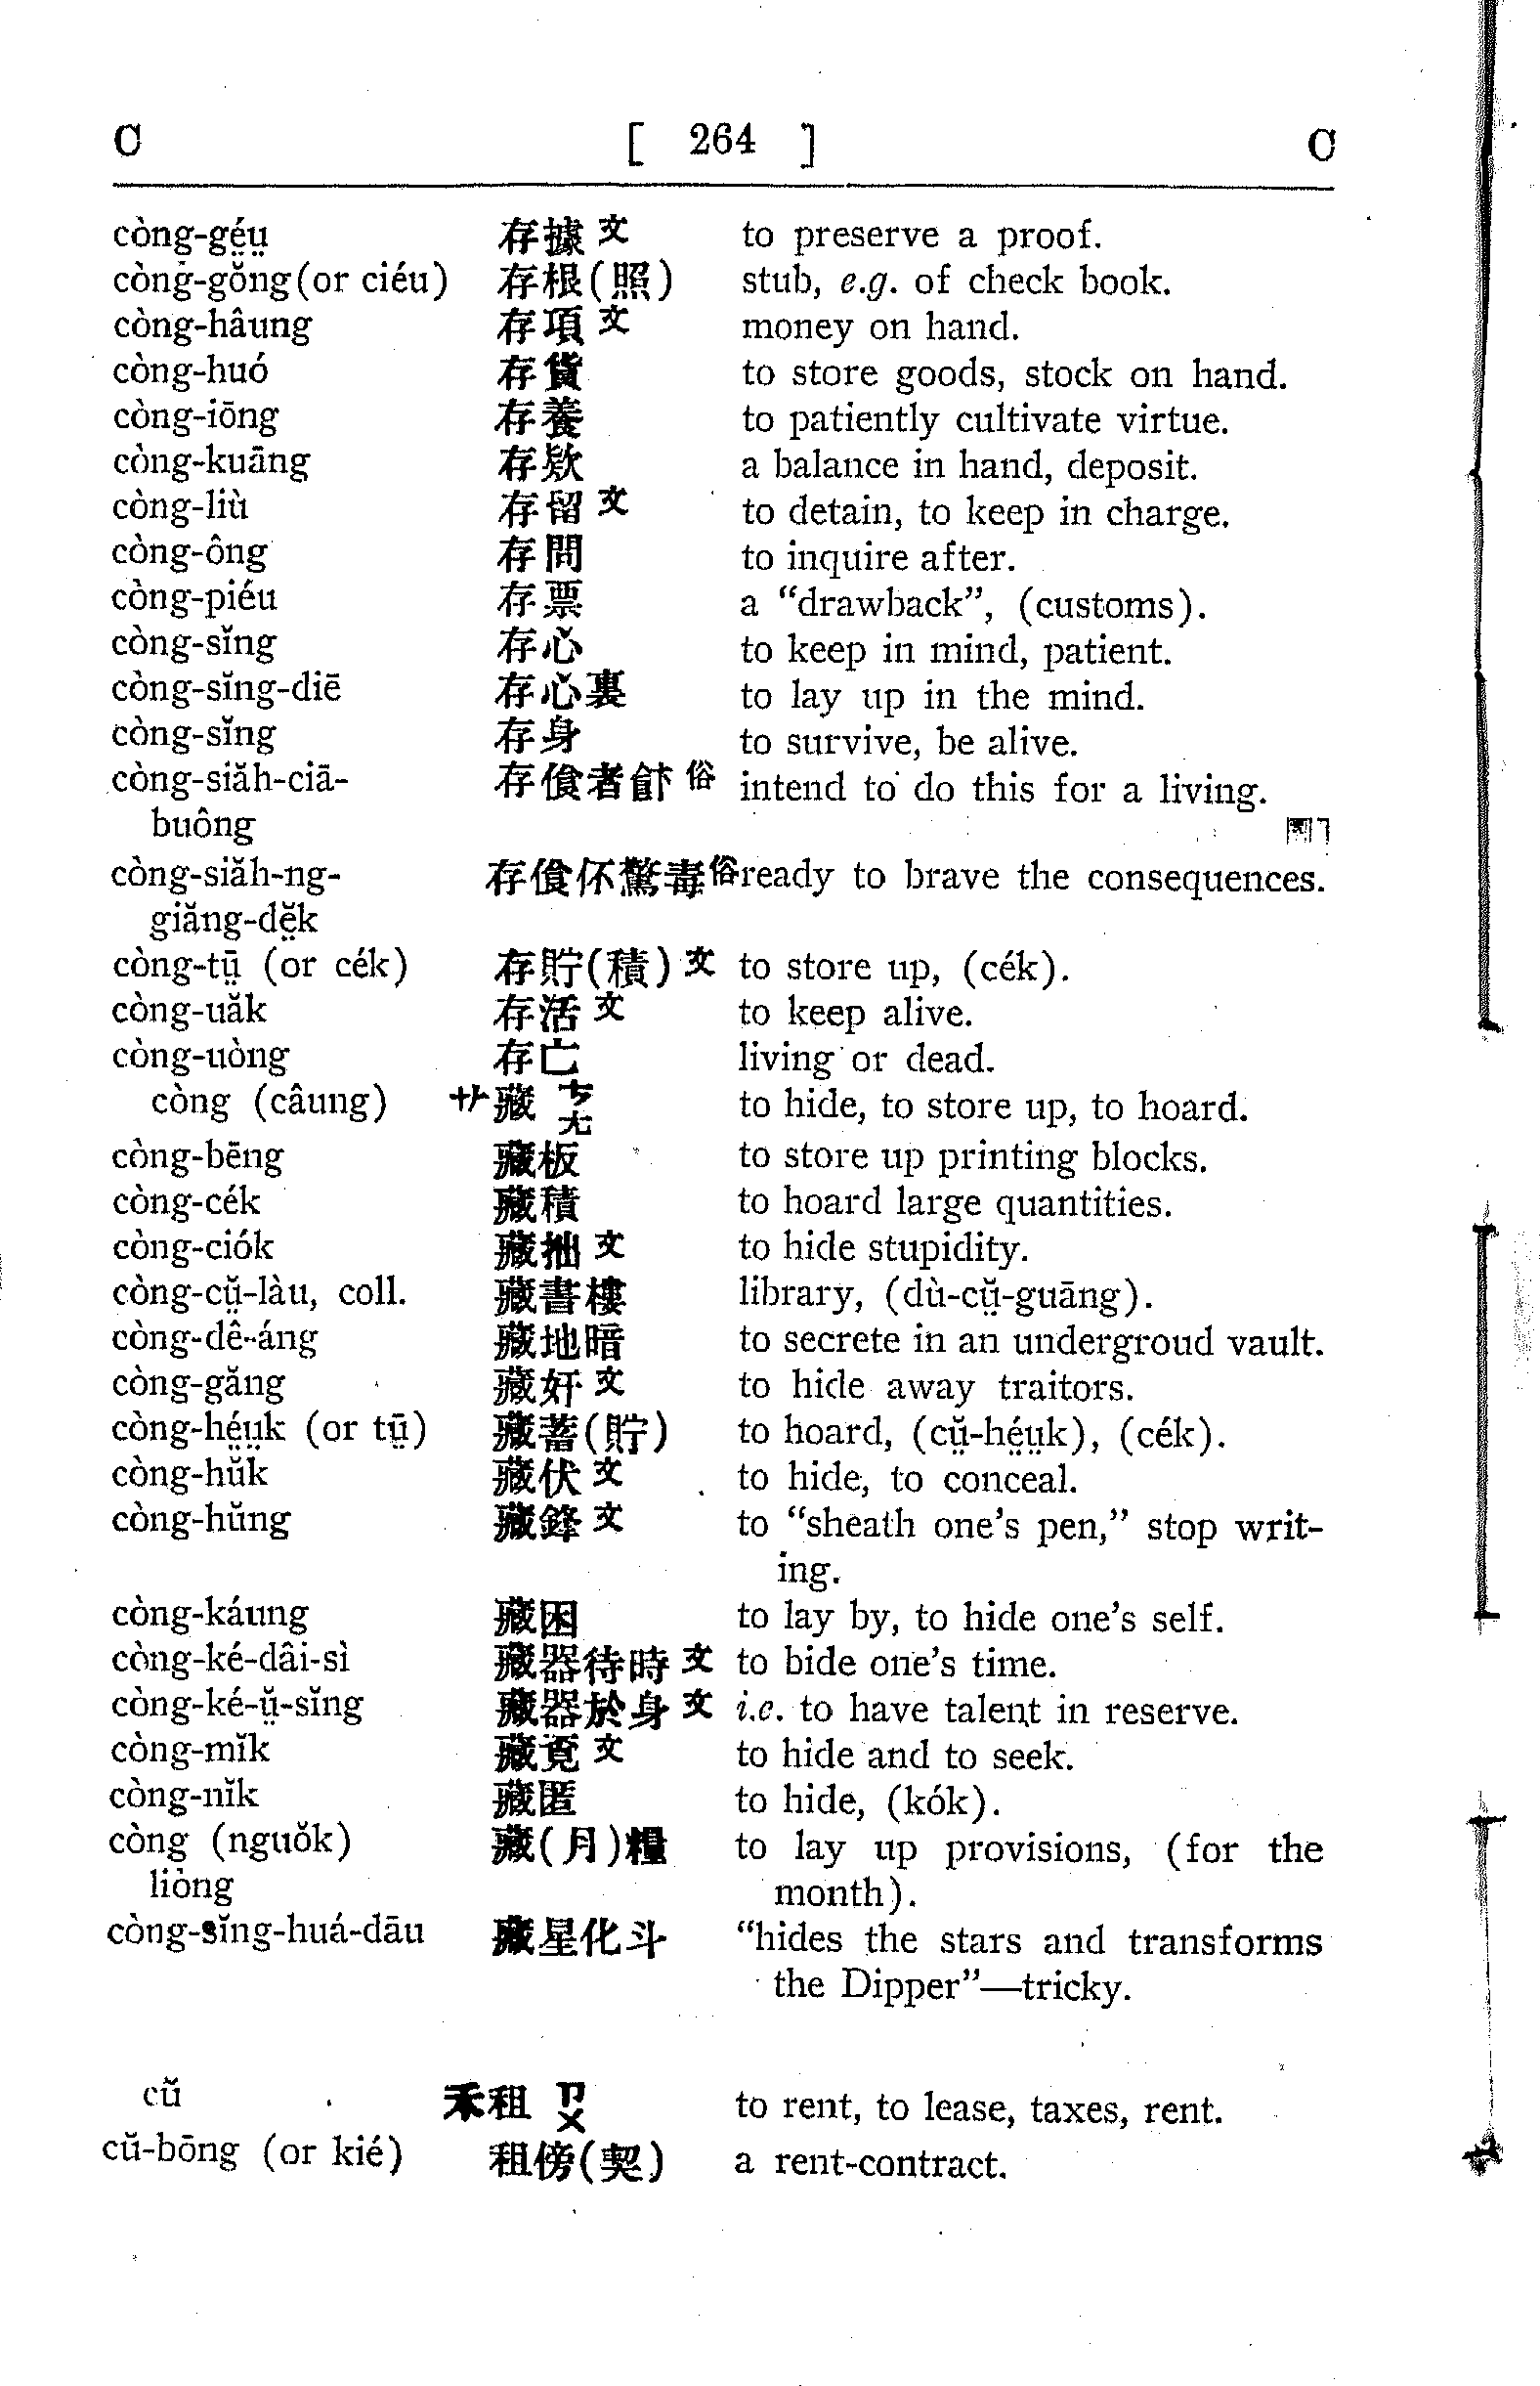 C [ 264 ] C
còng-gé̤ṳ 存據文 to preserve a proof.
còng-gŏng(or ciéu) 存根(照) stub, e.g. of check book.
còng-hâung 存項文 money on hand.
còng-huó 存貨 to store goods, stock on hand.
còng-iōng 存養 to patiently cultivate virtue.
còng-kuāng 存欵 a balance in hand, deposit.
còng-liù 存留文 to detain, to keep in charge.
còng-ông 存問 to inquire after.
còng-piéu 存票 a “drawback”, (customs).
còng-sĭng 存心 to keep in mind, patient.
còng-sĭng-diē 存心裏 to lay up in the mind.
còng-sĭng 存身 to survive, be alive.
còng-siăh-ciā- 存飠者 俗 intend to do this for a living.
buông
còng-siăh-ng- 存 伓驚毒俗ready to brave the consequences.
giăng-dĕ̤k
còng-tṳ̄ (or cék) 存貯(積)文 to store up, (cék).
còng-uăk 存活文 to keep alive.
còng-uòng 存亡 living or dead.
còng (câung) 艹藏 ㄘㄤ to hide, to store up, to hoard.
còng-bēng 藏板 to store up printing blocks.
còng-cék 藏積 to hoard large quantities.
còng-ciók 藏拙文 to hide stupidity.
còng-cṳ̆-làu, coll. 藏書樓 library, (dù-cṳ̆-guāng).
còng-dê-áng 藏地暗 to secrete in an undergroud vault.
còng-găng 藏奸文 to hide away traitors.
còng-hé̤ṳk (or tṳ̄) 藏蓄(貯) to hoard, (cṳ̆-hé̤ṳk), (cék).
còng-hŭk 藏伏文 to hide, to conceal.
còng-hŭng 藏鋒文 to “sheath one’s pen,” stop writ-
ing.
còng-káung 藏困 to lay by, to hide one’s self.
còng-ké-dâi-sì 藏器待時文 to bide one’s time.
còng-ké-ṳ̆-sĭng 藏器於身文 i.e. to have talent in reserve.
còng-mĭk 藏覔文 to hide and to seek.
còng-nĭk 藏匿 to hide, (kók).
còng (nguŏk) 藏(月)糧 to lay up provisions, (for the
liòng month).
còng-sĭng-huá-dāu 藏星化斗 “hides the stars and transforms
the Dipper”—tricky.
cŭ 禾租 ㄗㄨ to rent, to lease, taxes, rent.
cŭ-bōng (or kié) 租傍(契) a rent-contract.